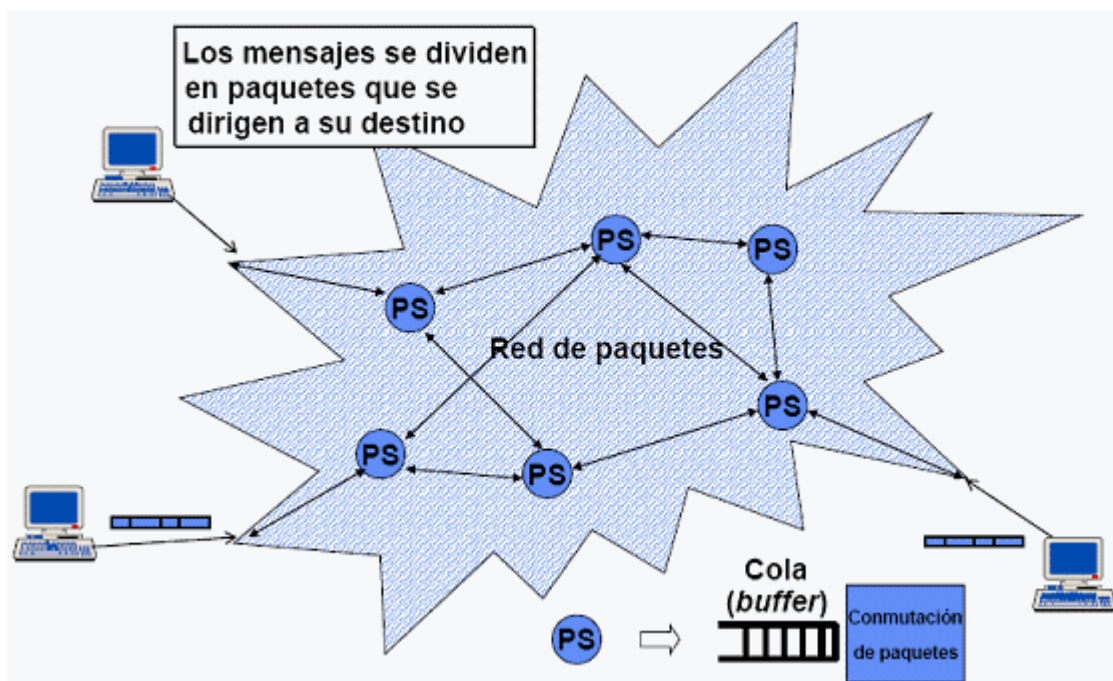 Los mensajes se dividen
en paquetes que se
dirigen a su destino
PS
PS
PS
Red de paquetes
PS
PS
PS
Cola
(buffer)
PS
Conmutación
de paquetes